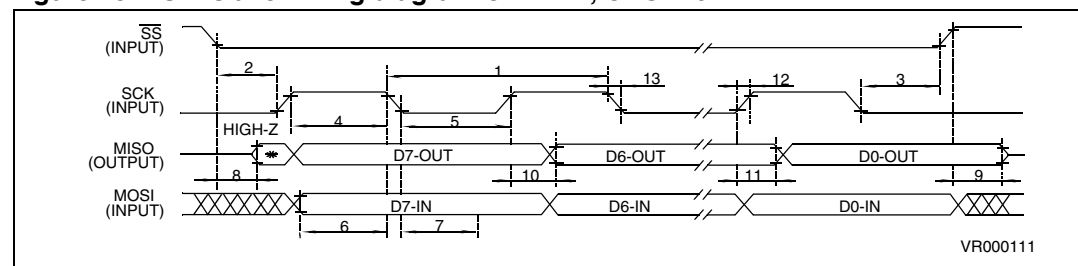 SS
(INPUT)
2
1
13
12
3
SCK
(INPUT)
4
5
HIGH-Z
MISO
(OUTPUT)
*
D7-OUT
D6-OUT
D0-OUT
8
10
11
9
MOSI
(INPUT)
D7-IN
D6-IN
D0-IN
6
7
VR000111